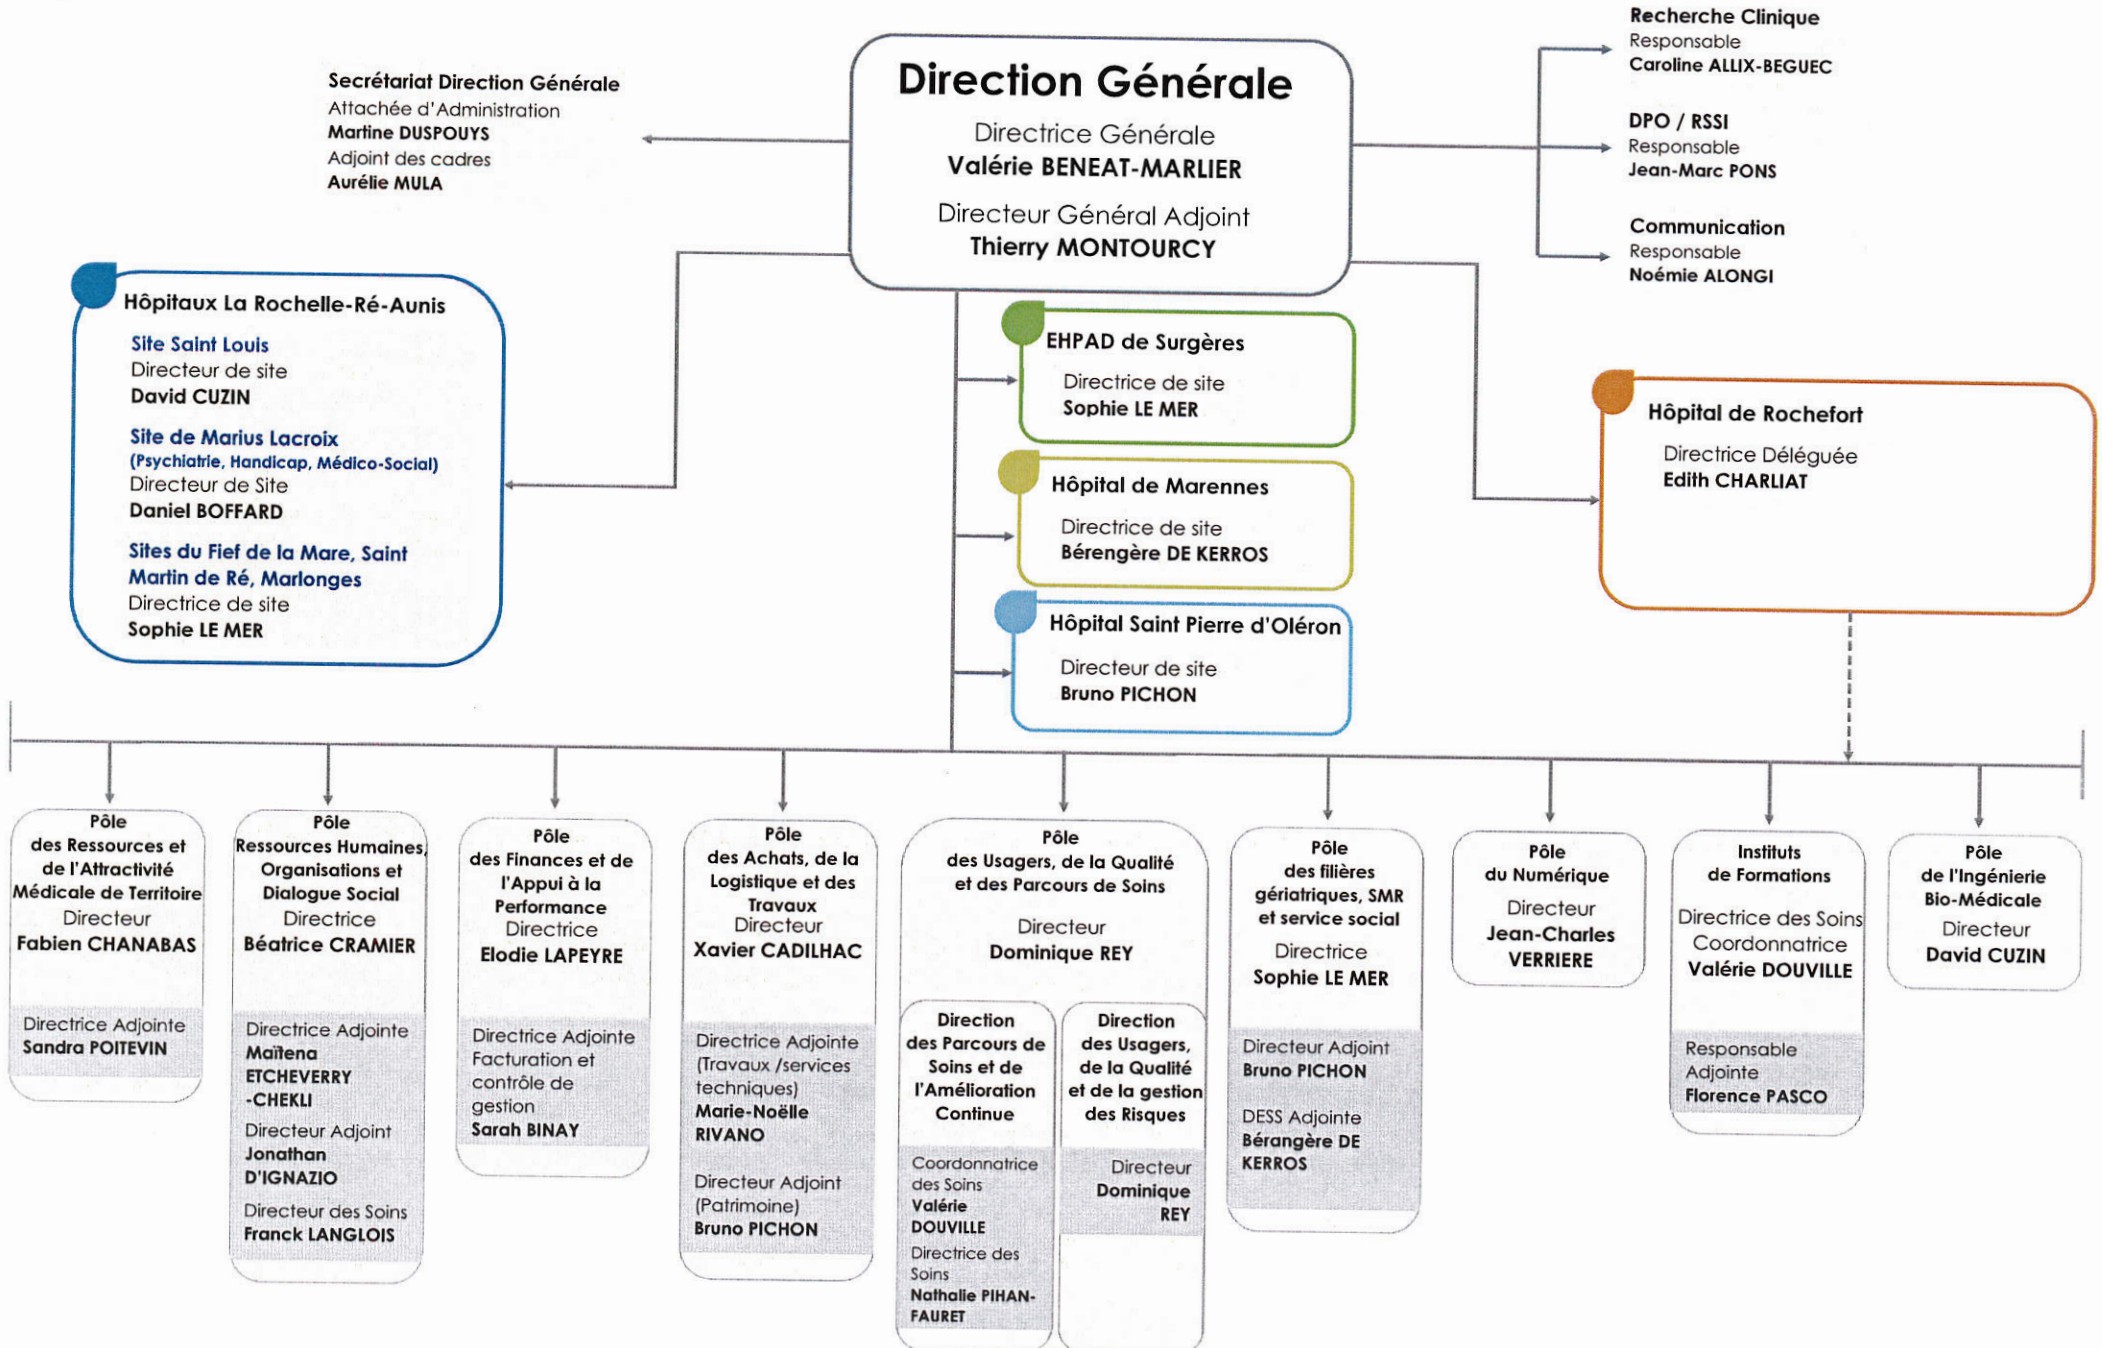 Direction Générale
Directrice Générale
Valérie BENEAT-MARLIER
Directeur Général Adjoint
Thierry MONTOURCY
Secrétariat Direction Générale
Attachée d'Administration
Martine DUSPOUYS
Adjoint des cadres
Aurélie MULA
Recherche Clinique
Responsable
Caroline ALLIX-BEGUEC
DPO / RSSI
Responsable
Jean-Marc PONS
Communication
Responsable
Noémie ALONGI
Hôpitaux La Rochelle-Ré-Aunis
Site Saint Louis
Directeur de site
David CUZIN
Site de Marius Lacroix
(Psychiatrie, Handicap, Médico-Social)
Directeur de Site
Daniel BOFFARD
Sites du Fief de la Mare, Saint
Martin de Ré, Marlonges
Directrice de site
Sophie LE MER
EHPAD de Surgères
Directrice de site
Sophie LE MER
Hôpital de Marennes
Directrice de site
Bérengère DE KERROS
Hôpital Saint Pierre d'Oléron
Directeur de site
Bruno PICHON
Hôpital de Rochefort
Directrice Déléguée
Edith CHARLIAT
Pôle
des Ressources et
de l'Attractivité
Médicale de Territoire
Directeur
Fabien CHANABAS
Directrice Adjointe
Sandra POITEVIN
Pôle
Ressources Humaines,
Organisations et
Dialogue Social
Directrice
Béatrice CRAMIER
Directrice Adjointe
Maïtena
ETCHEVERRY
-CHEKLI
Directeur Adjoint
Jonathan
D'IGNAZIO
Directeur des Soins
Franck LANGLOIS
Pôle
des Finances et de
l'Appui à la
Performance
Directrice
Elodie LAPEYRE
Directrice Adjointe
Facturation et
contrôle de
gestion
Sarah BINAY
Pôle
des Achats, de la
Logistique et des
Travaux
Directeur
Xavier CADILHAC
Directrice Adjointe
(Travaux /services
techniques)
Marie-Noëlle
RIVANO
Directeur Adjoint
(Patrimoine)
Bruno PICHON
Pôle
des Usagers, de la Qualité
et des Parcours de Soins
Directeur
Dominique REY
Direction
des Parcours de
Soins et de
l'Amélioration
Continue
Coordonnatrice
des Soins
Valérie
DOUVILLE
Directrice des
Soins
Nathalie PIHAN-
FAURET
Direction
des Usagers,
de la Qualité
et de la gestion
des Risques
Directeur
Dominique
REY
Pôle
des filières
gériatriques, SMR
et service social
Directrice
Sophie LE MER
Directeur Adjoint
Bruno PICHON
DESS Adjointe
Bérangère DE
KERROS
Pôle
du Numérique
Directeur
Jean-Charles
VERRIERE
Instituts
de Formations
Directrice des Soins
Coordonnatrice
Valérie DOUVILLE
Responsable
Adjointe
Florence PASCO
Pôle
de l'Ingénierie
Bio-Médicale
Directeur
David CUZIN